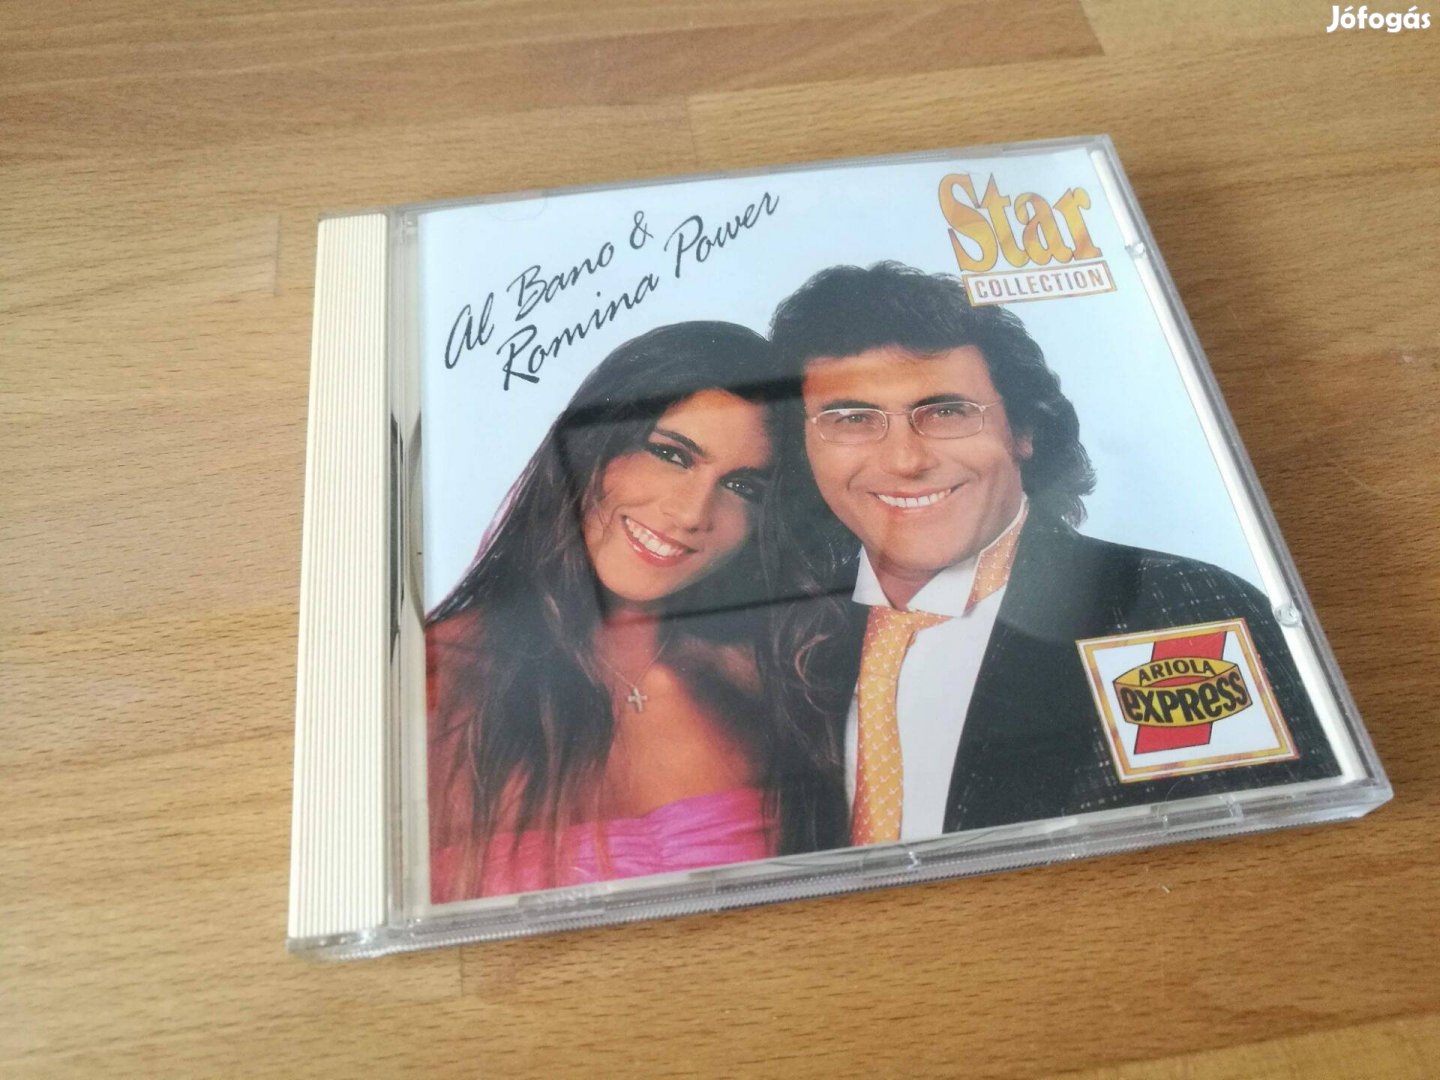 Jófogás
Al Bano &
Romina Power
Star
COLLECTION
ARIOLA
EXPRESS